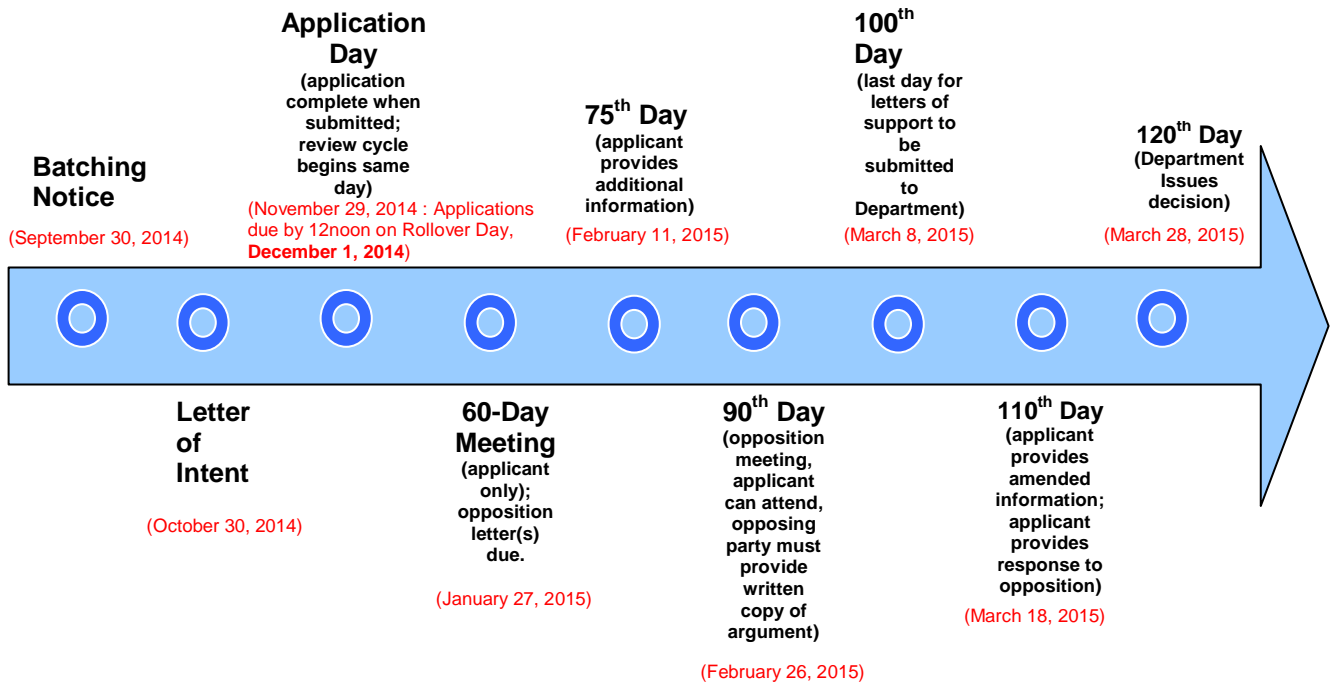 Batching
Notice
(September 30, 2014)
Letter
of
Intent
(October 30, 2014)
Application
Day
(application
complete when
submitted;
review cycle
begins same
day)
(November 29, 2014 : Applications
due by 12noon on Rollover Day,
December 1, 2014)
60-Day
Meeting
(applicant
only);
opposition
letter(s)
due.
(January 27, 2015)
75th Day
(applicant
provides
additional
information)
(February 11, 2015)
90th Day
(opposition
meeting,
applicant
can attend,
opposing
party must
provide
written
copy of
argument)
(February 26, 2015)
100th
Day
(last day for
letters of
support to
be
submitted
to
Department)
(March 8, 2015)
110th Day
(applicant
provides
amended
information;
applicant
provides
response to
opposition)
(March 18, 2015)
120th Day
(Department
Issues
decision)
(March 28, 2015)